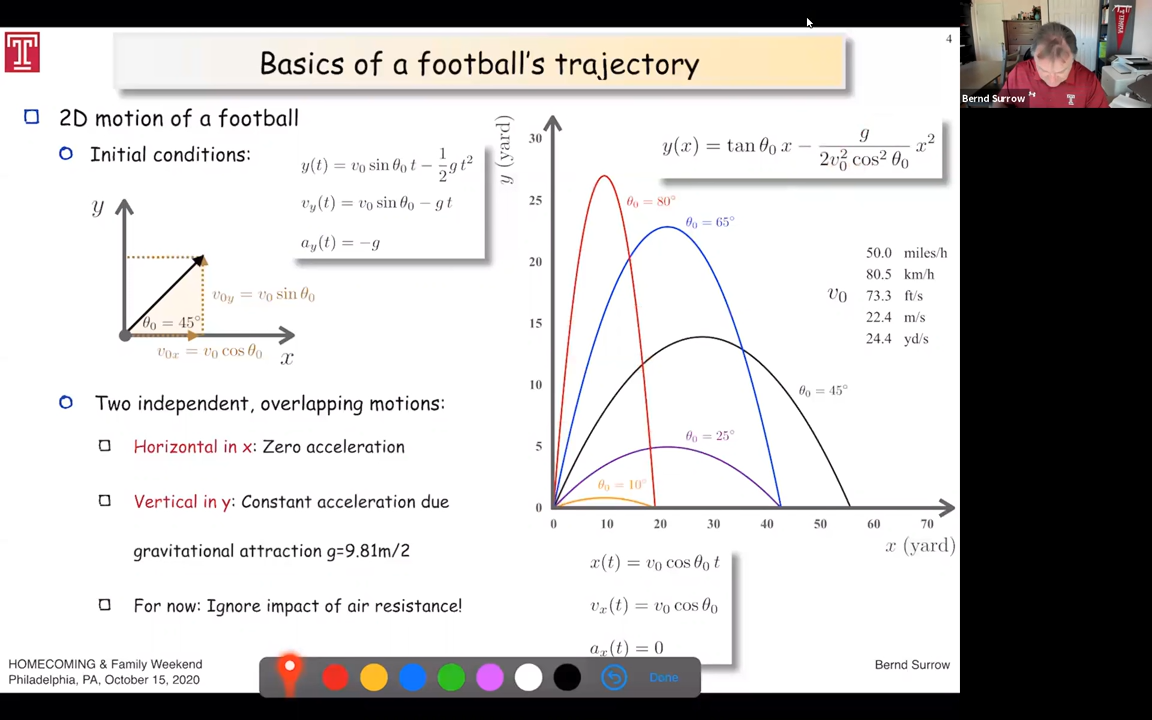 4
Basics of a football's trajectory
Bernd Surrow
2D motion of a football
Initial conditions:
y(t) = v₀ sin θ₀ t − 1/2 g t²
v_y(t) = v₀ sin θ₀ − g t
a_y(t) = −g
y
v₀y = v₀ sin θ₀
θ₀ = 45°
v₀x = v₀ cos θ₀
x
Two independent, overlapping motions:
Horizontal in x: Zero acceleration
Vertical in y: Constant acceleration due
gravitational attraction g=9.81m/2
For now: Ignore impact of air resistance!
y (yard)
30
25
20
15
10
5
0
y(x) = tan θ₀ x − g/(2v₀² cos² θ₀) x²
θ₀ = 80°
θ₀ = 65°
θ₀ = 45°
θ₀ = 25°
θ₀ = 10°
v₀
50.0 miles/h
80.5 km/h
73.3 ft/s
22.4 m/s
24.4 yd/s
0 10 20 30 40 50 60 70
x (yard)
x(t) = v₀ cos θ₀ t
v_x(t) = v₀ cos θ₀
a_x(t) = 0
HOMECOMING & Family Weekend
Philadelphia, PA, October 15, 2020
Done
Bernd Surrow